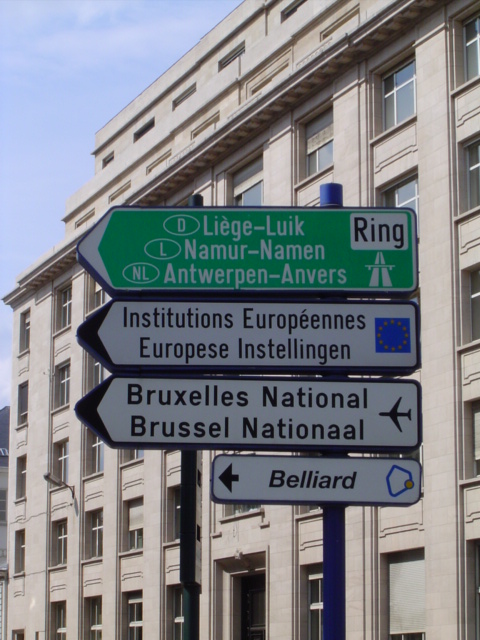 D Liège-Luik Ring
L Namur-Namen
NL Antwerpen-Anvers
Institutions Européennes
Europese Instellingen
Bruxelles National
Brussel Nationaal
Belliard